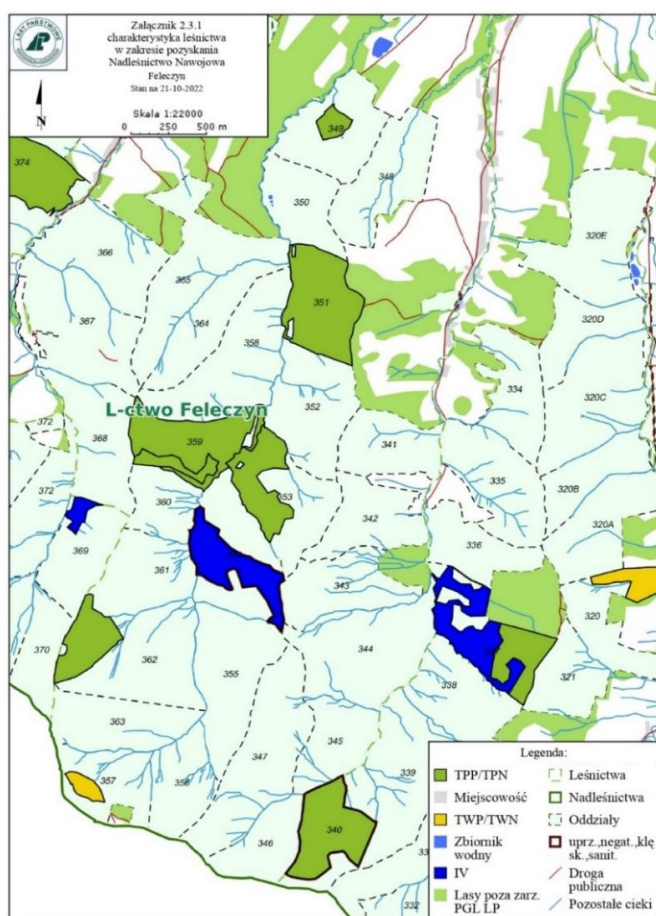 LASY PAŃSTWOWE
Załącznik 2.3.1
charakterystyka leśnictwa
w zakresie pozyskania
Nadleśnictwo Nawojowa
Feleczyn
Stan na 21-10-2022
Skala 1:22000
0 250 500 m
N
349
374
348
350
320E
366
365
351
367
364
320D
358
334
320C
352
L-ctwo Feleczyn
372
359
341
368
335
353
372
320B
360
342
320A
336
369
361
343
320
370
362
355
344
338
321
363
345
347
357
356
339
340
346
332
Legenda:
TPP/TPN
Leśnictwa
Miejscowość
Nadleśnictwa
TWP/TWN
Oddziały
Zbiornik
wodny
uprz.,negat.,klę
sk.,sanit.
IV
Droga
publiczna
Lasy poza zarz.
PGL LP
Pozostałe cieki